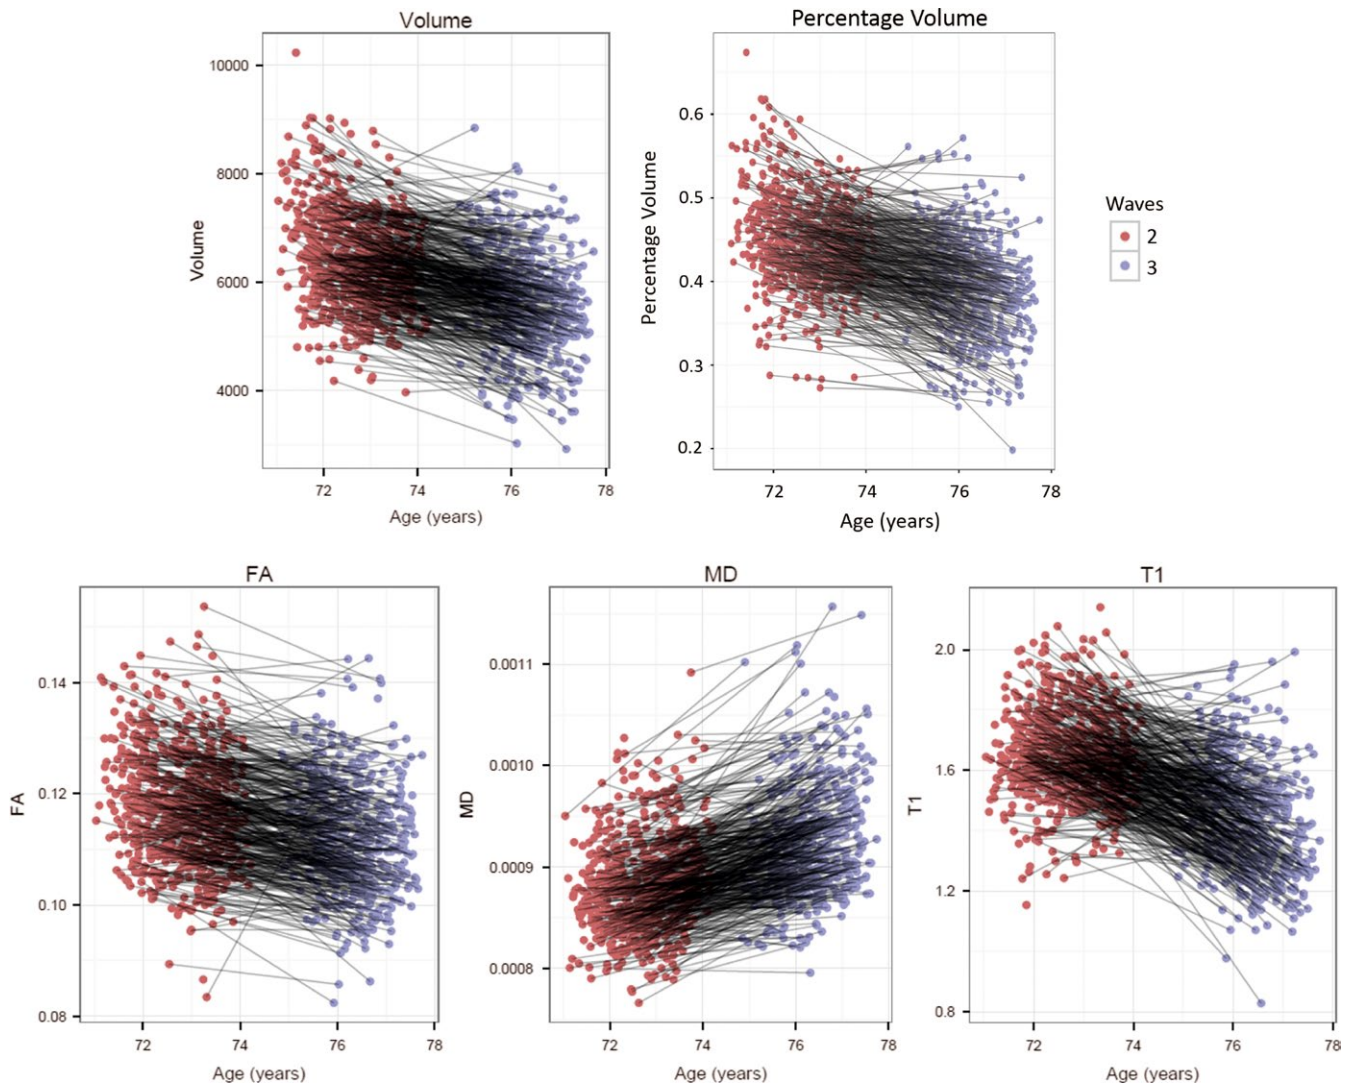 Volume
Percentage Volume
10000
8000
6000
4000
Volume
72
74
76
78
Age (years)
0.6
0.5
0.4
0.3
0.2
Percentage Volume
72
74
76
78
Age (years)
Waves
2
3
FA
MD
T1
0.14
0.12
0.10
0.08
FA
72
74
76
78
Age (years)
0.0011
0.0010
0.0009
0.0008
MD
72
74
76
78
Age (years)
2.0
1.6
1.2
0.8
T1
72
74
76
78
Age (years)